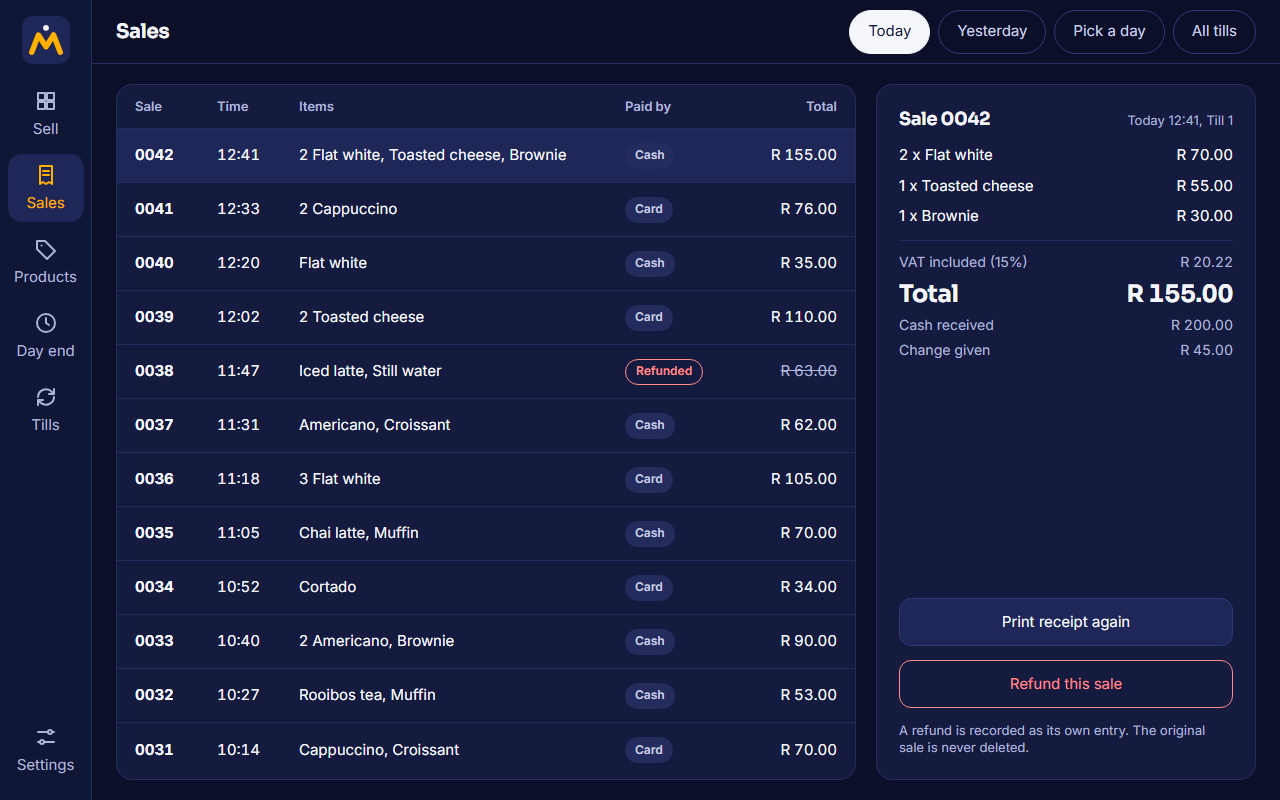 Sales
Today
Yesterday
Pick a day
All tills
Sell
Sales
Products
Day end
Tills
Settings
Sale Time Items Paid by Total
0042 12:41 2 Flat white, Toasted cheese, Brownie Cash R 155.00
0041 12:33 2 Cappuccino Card R 76.00
0040 12:20 Flat white Cash R 35.00
0039 12:02 2 Toasted cheese Card R 110.00
0038 11:47 Iced latte, Still water Refunded R 63.00
0037 11:31 Americano, Croissant Cash R 62.00
0036 11:18 3 Flat white Card R 105.00
0035 11:05 Chai latte, Muffin Cash R 70.00
0034 10:52 Cortado Card R 34.00
0033 10:40 2 Americano, Brownie Cash R 90.00
0032 10:27 Rooibos tea, Muffin Cash R 53.00
0031 10:14 Cappuccino, Croissant Card R 70.00
Sale 0042 Today 12:41, Till 1
2 x Flat white R 70.00
1 x Toasted cheese R 55.00
1 x Brownie R 30.00
VAT included (15%) R 20.22
Total R 155.00
Cash received R 200.00
Change given R 45.00
Print receipt again
Refund this sale
A refund is recorded as its own entry. The original
sale is never deleted.